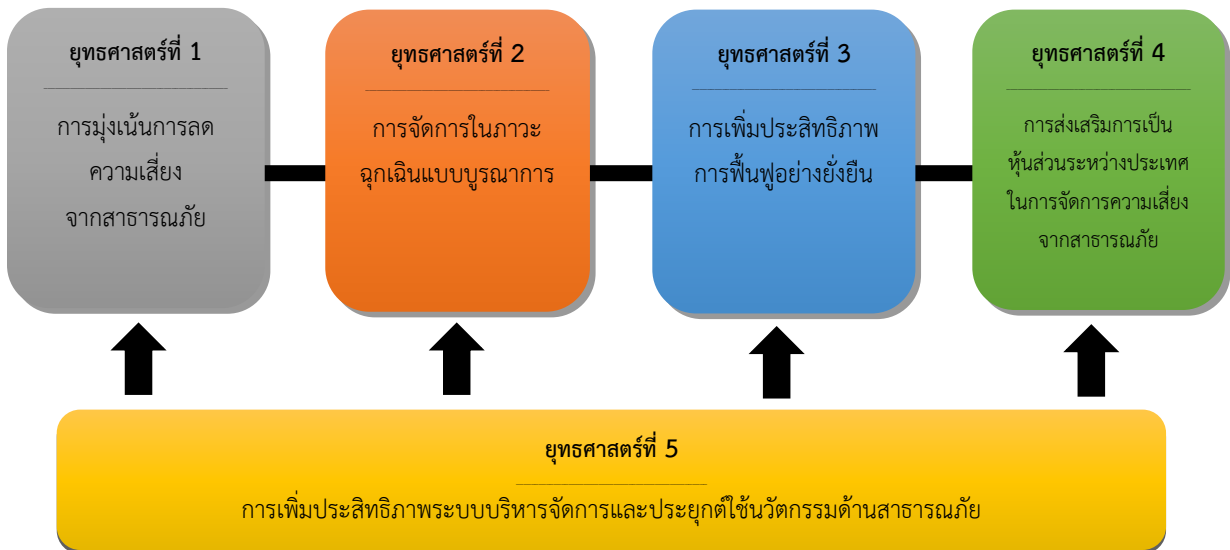 ยุทธศาสตร์ที่ 1
การมุ่งเน้นการลด
ความเสี่ยง
จากสาธารณภัย
ยุทธศาสตร์ที่ 2
การจัดการในภาวะ
ฉุกเฉินแบบบูรณาการ
ยุทธศาสตร์ที่ 3
การเพิ่มประสิทธิภาพ
การฟื้นฟูอย่างยั่งยืน
ยุทธศาสตร์ที่ 4
การส่งเสริมการเป็น
หุ้นส่วนระหว่างประเทศ
ในการจัดการความเสี่ยง
จากสาธารณภัย
ยุทธศาสตร์ที่ 5
การเพิ่มประสิทธิภาพระบบบริหารจัดการและประยุกต์ใช้นวัตกรรมด้านสาธารณภัย